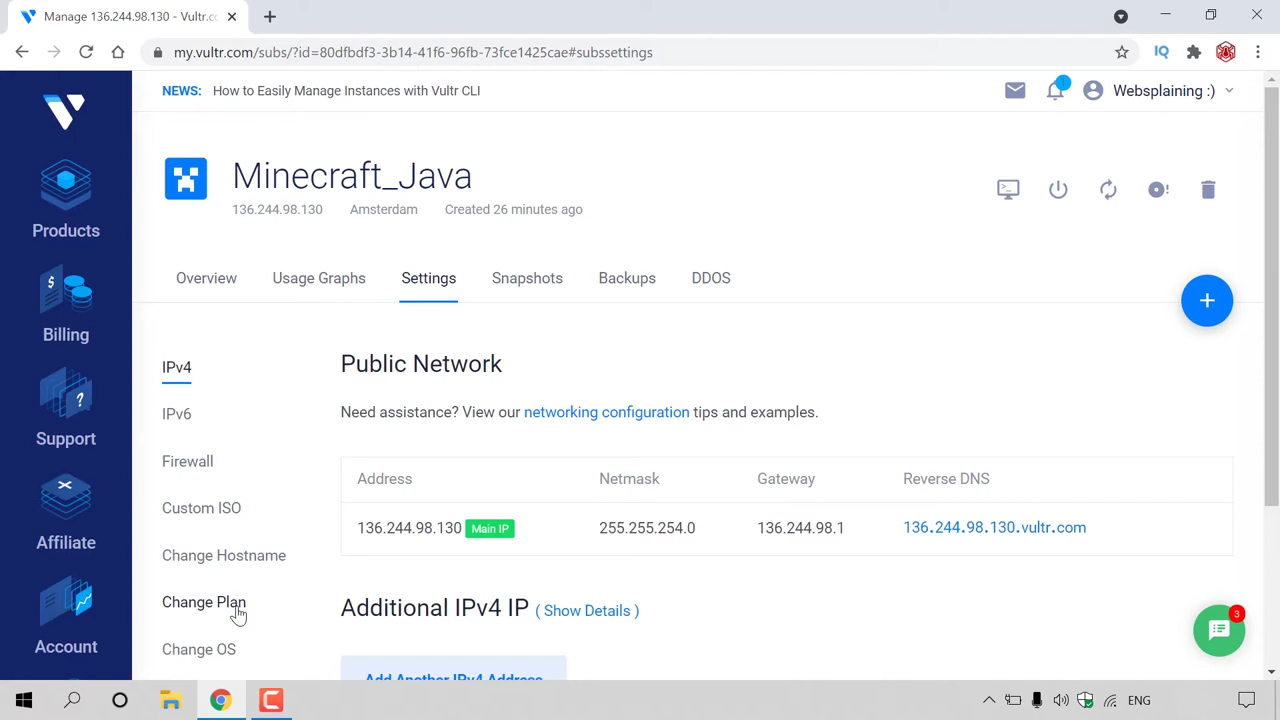 Manage 136.244.98.130 - Vultr.c
my.vultr.com/subs/?id=80dfbdf3-3b14-41f6-96fb-73fce1425cae#subssettings
IQ
NEWS: How to Easily Manage Instances with Vultr CLI
Websplaining :)
Minecraft_Java
136.244.98.130 Amsterdam Created 26 minutes ago
Products
Billing
Support
Affiliate
Account
Overview Usage Graphs Settings Snapshots Backups DDOS
IPv4
IPv6
Firewall
Custom ISO
Change Hostname
Change Plan
Change OS
Public Network
Need assistance? View our networking configuration tips and examples.
Address Netmask Gateway Reverse DNS
136.244.98.130 Main IP 255.255.254.0 136.244.98.1 136.244.98.130.vultr.com
Additional IPv4 IP ( Show Details )
Add Another IPv4 Address
3
ENG